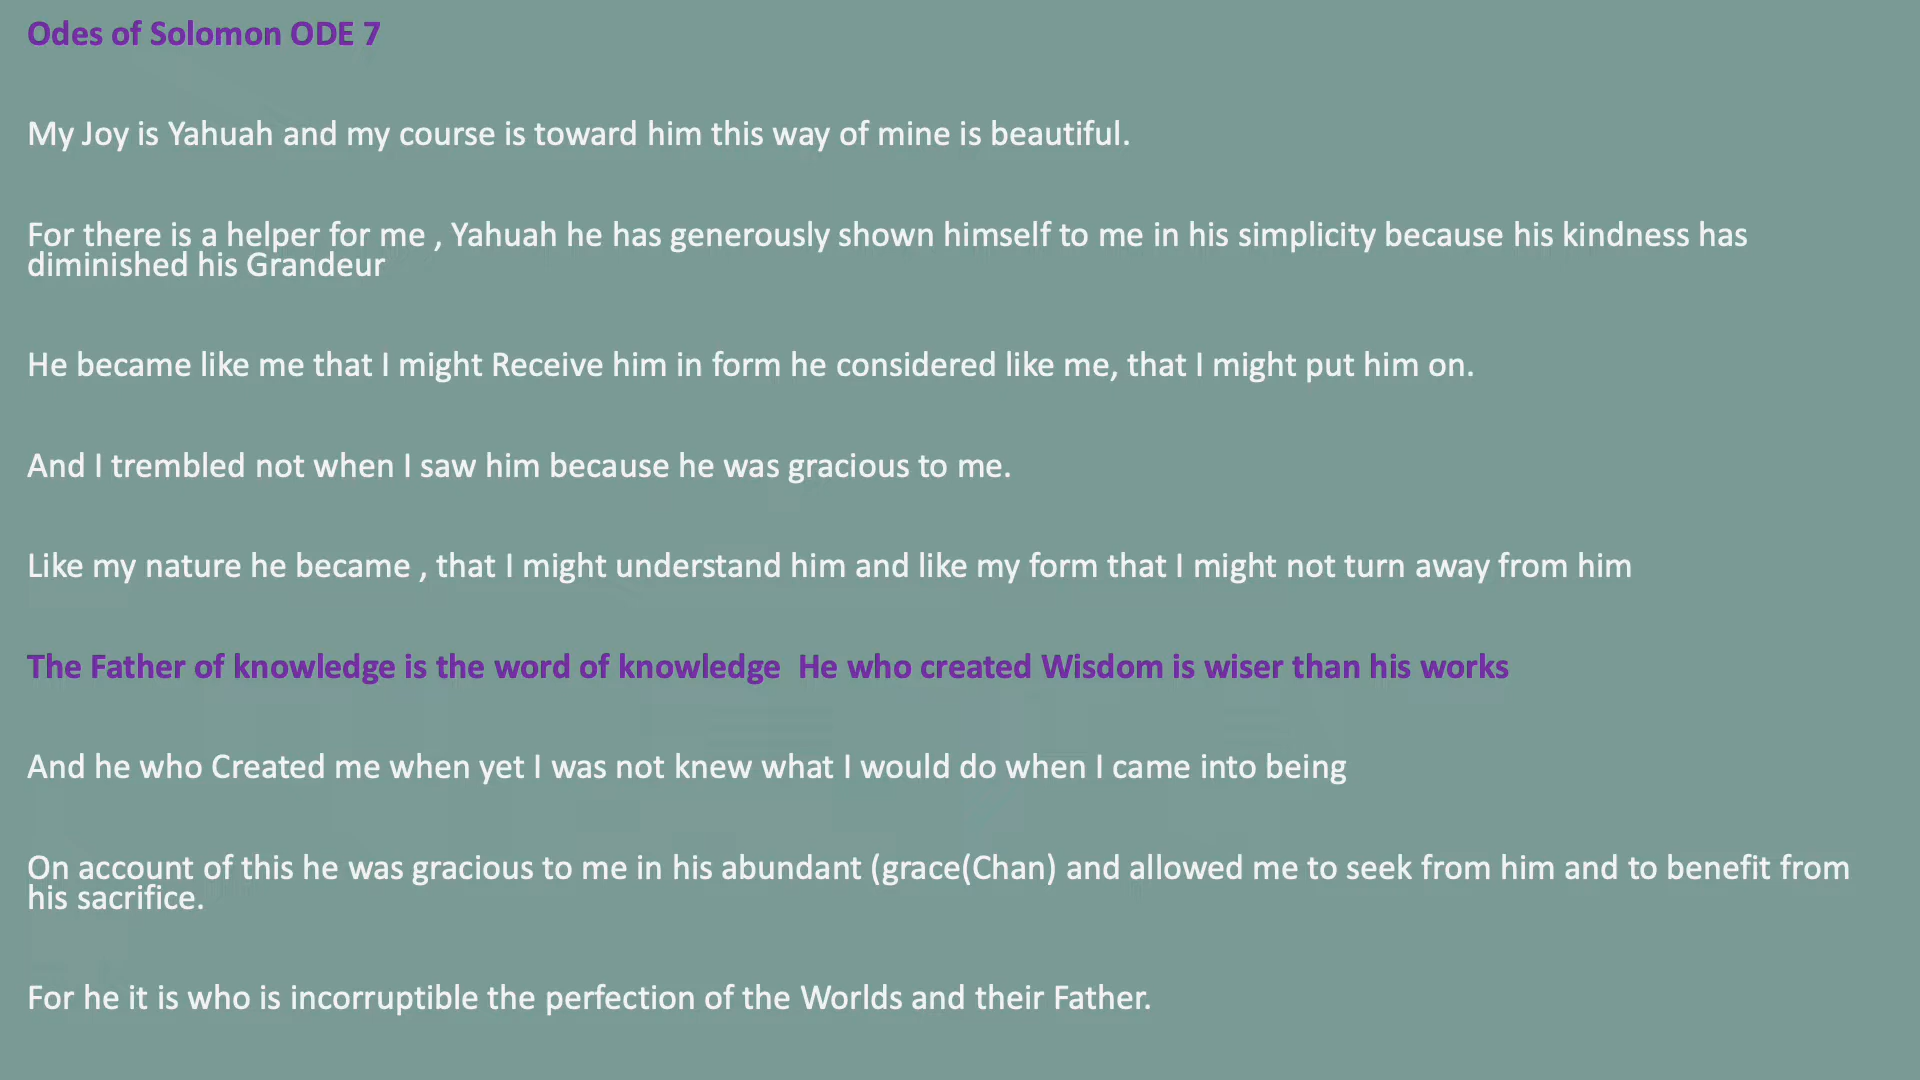 Odes of Solomon ODE 7
My Joy is Yahuah and my course is toward him this way of mine is beautiful.
For there is a helper for me , Yahuah he has generously shown himself to me in his simplicity because his kindness has
diminished his Grandeur
He became like me that I might Receive him in form he considered like me, that I might put him on.
And I trembled not when I saw him because he was gracious to me.
Like my nature he became , that I might understand him and like my form that I might not turn away from him
The Father of knowledge is the word of knowledge  He who created Wisdom is wiser than his works
And he who Created me when yet I was not knew what I would do when I came into being
On account of this he was gracious to me in his abundant (grace(Chan) and allowed me to seek from him and to benefit from
his sacrifice.
For he it is who is incorruptible the perfection of the Worlds and their Father.